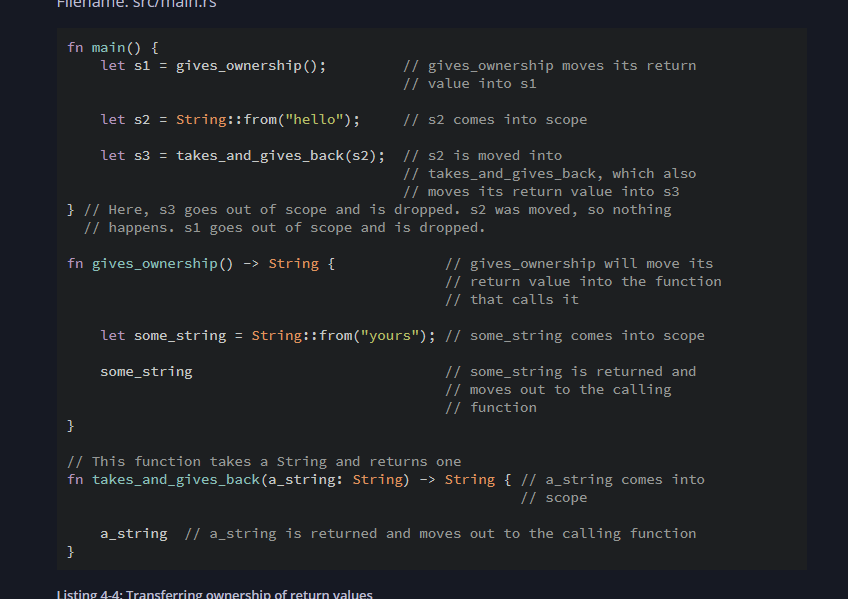 Filename: src/main.rs
fn main() {
    let s1 = gives_ownership();         // gives_ownership moves its return
                                        // value into s1

    let s2 = String::from("hello");     // s2 comes into scope

    let s3 = takes_and_gives_back(s2);  // s2 is moved into
                                        // takes_and_gives_back, which also
                                        // moves its return value into s3
} // Here, s3 goes out of scope and is dropped. s2 was moved, so nothing
  // happens. s1 goes out of scope and is dropped.

fn gives_ownership() -> String {             // gives_ownership will move its
                                             // return value into the function
                                             // that calls it

    let some_string = String::from("yours"); // some_string comes into scope

    some_string                              // some_string is returned and
                                             // moves out to the calling
                                             // function
}

// This function takes a String and returns one
fn takes_and_gives_back(a_string: String) -> String { // a_string comes into
                                                      // scope

    a_string  // a_string is returned and moves out to the calling function
}
Listing 4-4: Transferring ownership of return values